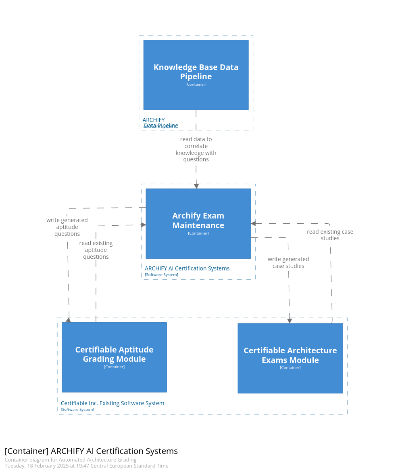 Knowledge Base Data
Pipeline
[Container]
ARCHIFY
Data Pipeline
read data to
correlate
knowledge with
questions
Archify Exam
Maintenance
[Container]
write generated
aptitude
questions
read existing
aptitude
questions
read existing case
studies
write generated
case studies
ARCHIFY AI Certification Systems
[Software System]
Certifiable Aptitude
Grading Module
[Container]
Certifiable Architecture
Exams Module
[Container]
Certifiable Inc. Existing Software System
[Software System]
[Container] ARCHIFY AI Certification Systems
Container diagram for Automated Architecture Grading
Tuesday, 18 February 2025 at 10:47 Central European Standard Time